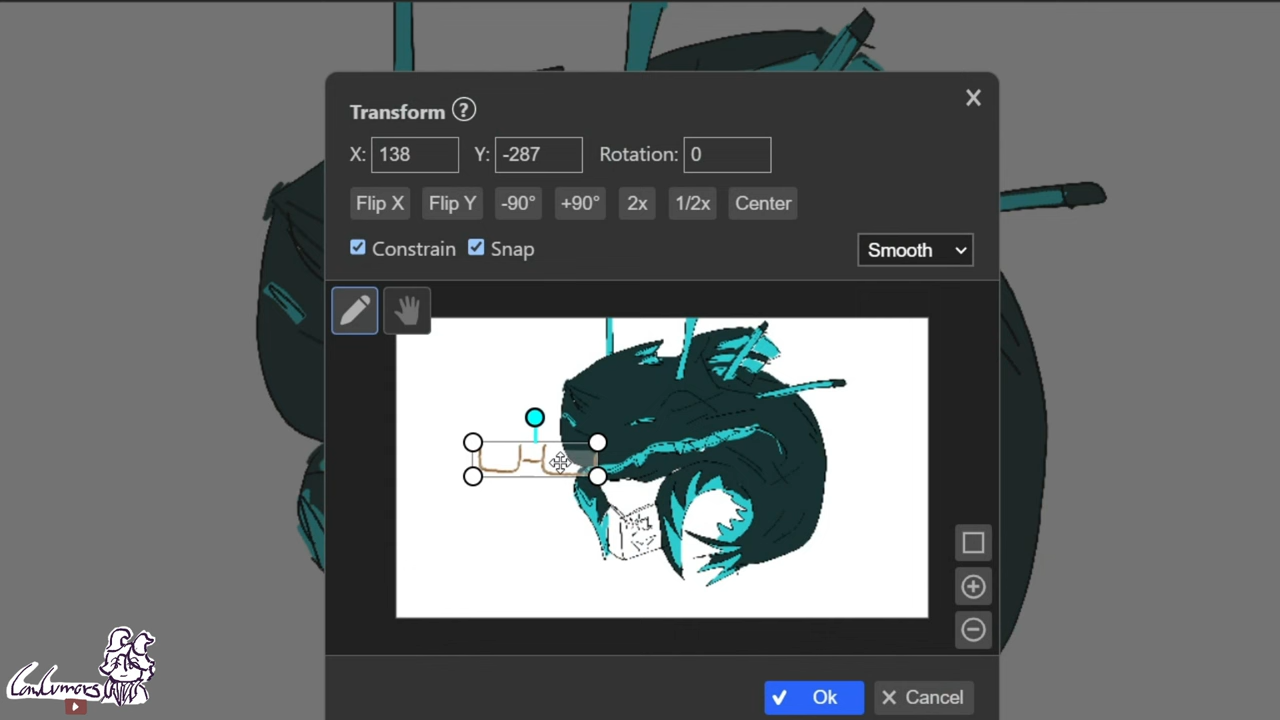 Transform ?
X: 138 Y: -287 Rotation: 0
Flip X Flip Y -90° +90° 2x 1/2x Center
Constrain Snap Smooth
Ok Cancel